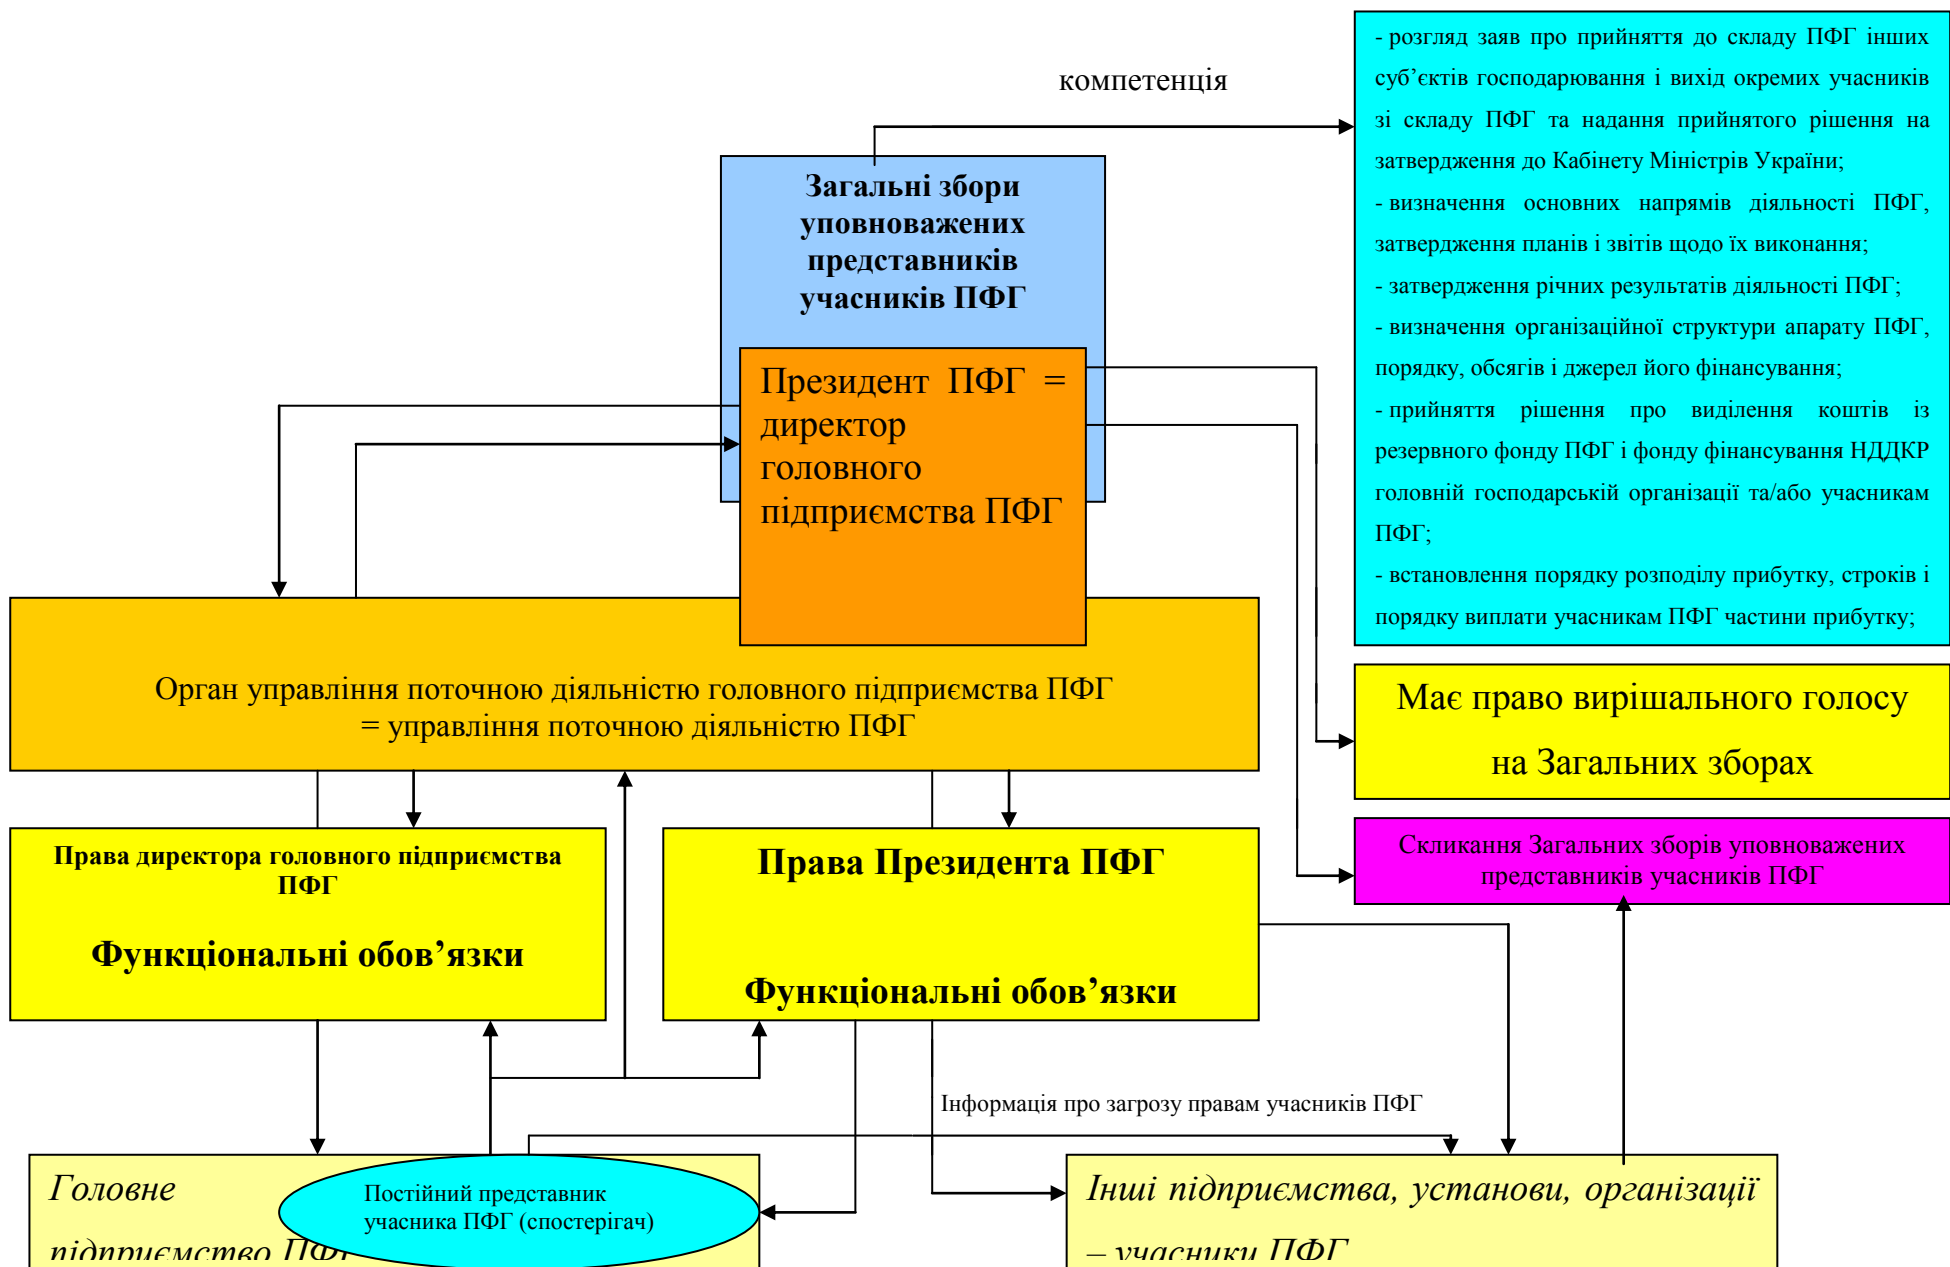 компетенція
- розгляд заяв про прийняття до складу ПФГ інших
суб’єктів господарювання і вихід окремих учасників
зі складу ПФГ та надання прийнятого рішення на
затвердження до Кабінету Міністрів України;
- визначення основних напрямів діяльності ПФГ,
затвердження планів і звітів щодо їх виконання;
- затвердження річних результатів діяльності ПФГ;
- визначення організаційної структури апарату ПФГ,
порядку, обсягів і джерел його фінансування;
- прийняття рішення про виділення коштів із
резервного фонду ПФГ і фонду фінансування НДДКР
головній господарській організації та/або учасникам
ПФГ;
- встановлення порядку розподілу прибутку, строків і
порядку виплати учасникам ПФГ частини прибутку;
Загальні збори
уповноважених
представників
учасників ПФГ
Президент ПФГ =
директор
головного
підприємства ПФГ
Орган управління поточною діяльністю головного підприємства ПФГ
= управління поточною діяльністю ПФГ
Має право вирішального голосу
на Загальних зборах
Скликання Загальних зборів уповноважених
представників учасників ПФГ
Права директора головного підприємства
ПФГ
Функціональні обов’язки
Права Президента ПФГ
Функціональні обов’язки
Інформація про загрозу правам учасників ПФГ
Головне
підприємство ПФГ
Постійний представник
учасника ПФГ (спостерігач)
Інші підприємства, установи, організації
– учасники ПФГ